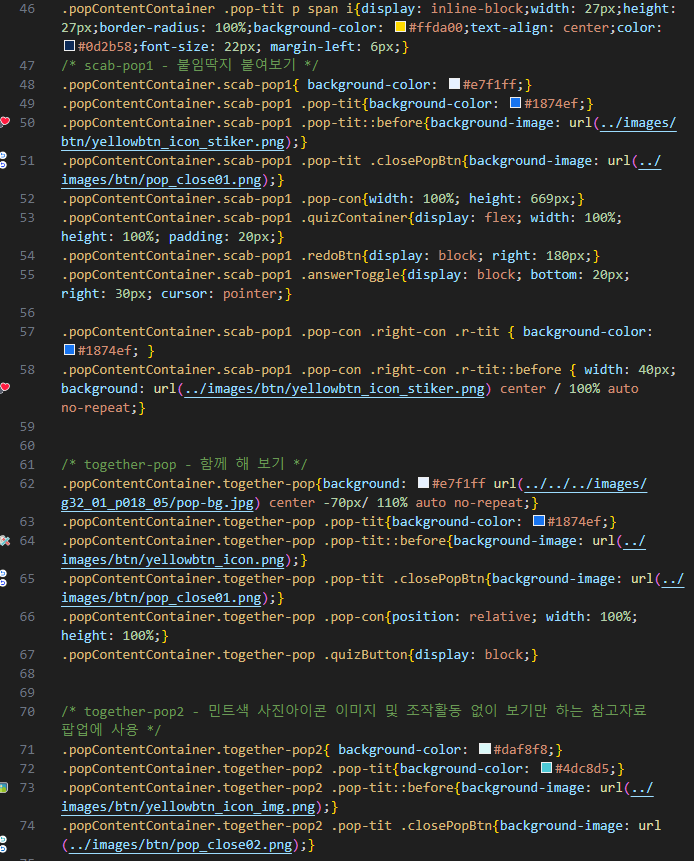 46 .popContentContainer .pop-tit p span i{display: inline-block;width: 27px;height:
27px;border-radius: 100%;background-color: #ffda00;text-align: center;color:
#0d2b58;font-size: 22px; margin-left: 6px;}
47 /* scab-pop1 - 붙임딱지 붙여보기 */
48 .popContentContainer.scab-pop1{ background-color: #e7f1ff;}
49 .popContentContainer.scab-pop1 .pop-tit{background-color: #1874ef;}
50 .popContentContainer.scab-pop1 .pop-tit::before{background-image: url(../images/
btn/yellowbtn_icon_stiker.png);}
51 .popContentContainer.scab-pop1 .pop-tit .closePopBtn{background-image: url(../
images/btn/pop_close01.png);}
52 .popContentContainer.scab-pop1 .pop-con{width: 100%; height: 669px;}
53 .popContentContainer.scab-pop1 .quizContainer{display: flex; width: 100%;
height: 100%; padding: 20px;}
54 .popContentContainer.scab-pop1 .redoBtn{display: block; right: 180px;}
55 .popContentContainer.scab-pop1 .answerToggle{display: block; bottom: 20px;
right: 30px; cursor: pointer;}
56
57 .popContentContainer.scab-pop1 .pop-con .right-con .r-tit { background-color:
#1874ef; }
58 .popContentContainer.scab-pop1 .pop-con .right-con .r-tit::before { width: 40px;
background: url(../images/btn/yellowbtn_icon_stiker.png) center / 100% auto
no-repeat;}
59
60
61 /* together-pop - 함께 해 보기 */
62 .popContentContainer.together-pop{background: #e7f1ff url(../../../images/
g32_01_p018_05/pop-bg.jpg) center -70px/ 110% auto no-repeat;}
63 .popContentContainer.together-pop .pop-tit{background-color: #1874ef;}
64 .popContentContainer.together-pop .pop-tit::before{background-image: url(../
images/btn/yellowbtn_icon.png);}
65 .popContentContainer.together-pop .pop-tit .closePopBtn{background-image: url(../
images/btn/pop_close01.png);}
66 .popContentContainer.together-pop .pop-con{position: relative; width: 100%;
height: 100%;}
67 .popContentContainer.together-pop .quizButton{display: block;}
68
69
70 /* together-pop2 - 민트색 사진아이콘 이미지 및 조작활동 없이 보기만 하는 참고자료
팝업에 사용 */
71 .popContentContainer.together-pop2{ background-color: #daf8f8;}
72 .popContentContainer.together-pop2 .pop-tit{background-color: #4dc8d5;}
73 .popContentContainer.together-pop2 .pop-tit::before{background-image: url(../
images/btn/yellowbtn_icon_img.png);}
74 .popContentContainer.together-pop2 .pop-tit .closePopBtn{background-image: url
(../images/btn/pop_close02.png);}